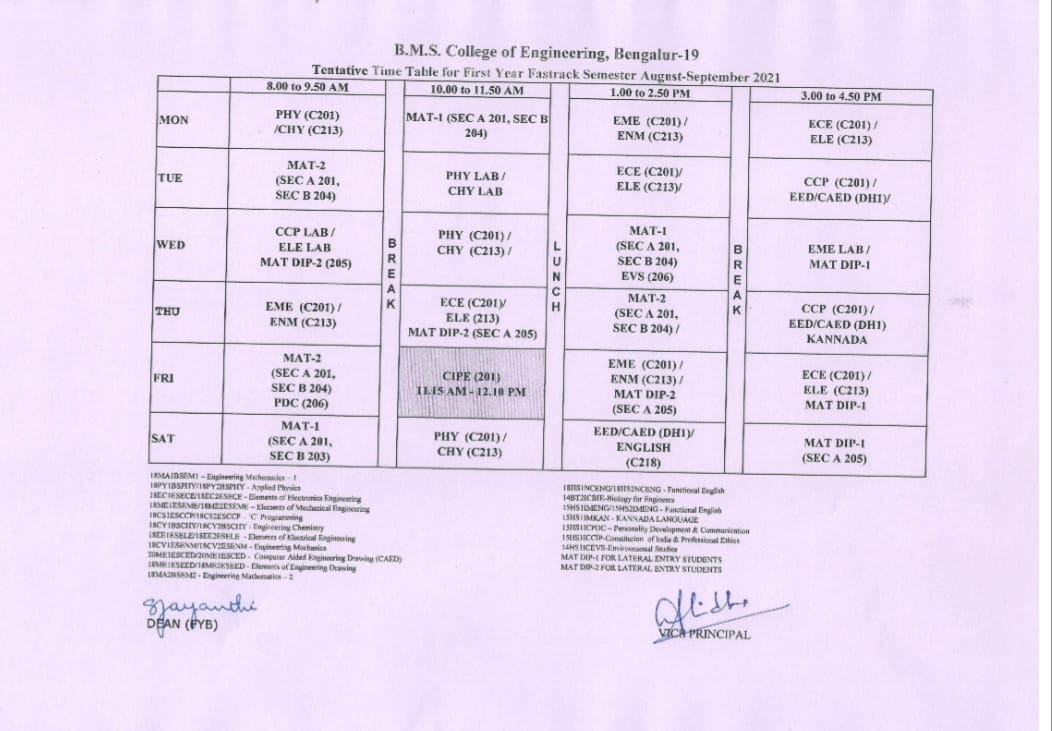 B.M.S. College of Engineering, Bengalur-19
Tentative Time Table for First Year Fastrack Semester August-September 2021
8.00 to 9.50 AM
10.00 to 11.50 AM
1.00 to 2.50 PM
3.00 to 4.50 PM
MON
PHY (C201)
/CHY (C213)
MAT-1 (SEC A 201, SEC B
204)
EME (C201) /
ENM (C213)
ECE (C201) /
ELE (C213)
TUE
MAT-2
(SEC A 201,
SEC B 204)
PHY LAB /
CHY LAB
ECE (C201)/
ELE (C213)/
CCP (C201) /
EED/CAED (DH1)/
WED
CCP LAB /
ELE LAB
MAT DIP-2 (205)
BREAK
PHY (C201) /
CHY (C213) /
LUNCH
MAT-1
(SEC A 201,
SEC B 204)
EVS (206)
BREAK
EME LAB /
MAT DIP-1
THU
EME (C201) /
ENM (C213)
ECE (C201)/
ELE (213)
MAT DIP-2 (SEC A 205)
MAT-2
(SEC A 201,
SEC B 204) /
CCP (C201) /
EED/CAED (DH1)
KANNADA
FRI
MAT-2
(SEC A 201,
SEC B 204)
PDC (206)
CIPE (201)
11.15 AM - 12.10 PM
EME (C201) /
ENM (C213) /
MAT DIP-2
(SEC A 205)
ECE (C201) /
ELE (C213)
MAT DIP-1
SAT
MAT-1
(SEC A 201,
SEC B 203)
PHY (C201) /
CHY (C213)
EED/CAED (DH1)/
ENGLISH
(C218)
MAT DIP-1
(SEC A 205)
18MA1BSEM1 – Engineering Mathematics – 1
18PY1BSPHY/18PY2BSPHY - Applied Physics
18EC1ESECE/18EC2ESECE - Elements of Electronics Engineering
18ME1ESEME/18ME2ESEME – Elements of Mechanical Engineering
18CS1ESCCP/18CS2ESCCP - 'C' Programming
18CY1BSCHY/18CY2BSCHY - Engineering Chemistry
18EE1ESELE/18EE2ESELE - Elements of Electrical Engineering
18CV1ESENM/18CV2ESENM - Engineering Mechanics
20ME1ESCED/20ME1ESCED - Computer Aided Engineering Drawing (CAED)
18ME1ESEED/18ME2ESEED - Elements of Engineering Drawing
18MA2BSEM2 - Engineering Mathematics – 2
18HS1NCENG/18HS1NCENG - Functional English
14BT2ICBIE-Biology for Engineers
15HS1IMENG/15HS2IMENG - Functional English
15HS1IMKAN - KANNADA LANGUAGE
15HS1ICPDC – Personality Development & Communication
15HS1ICCIP-Constitution of India & Professional Ethics
14HS1ICEVS-Environmental Studies
MAT DIP-1 FOR LATERAL ENTRY STUDENTS
MAT DIP-2 FOR LATERAL ENTRY STUDENTS
SJayanthi
DEAN (FYB)
VICE PRINCIPAL